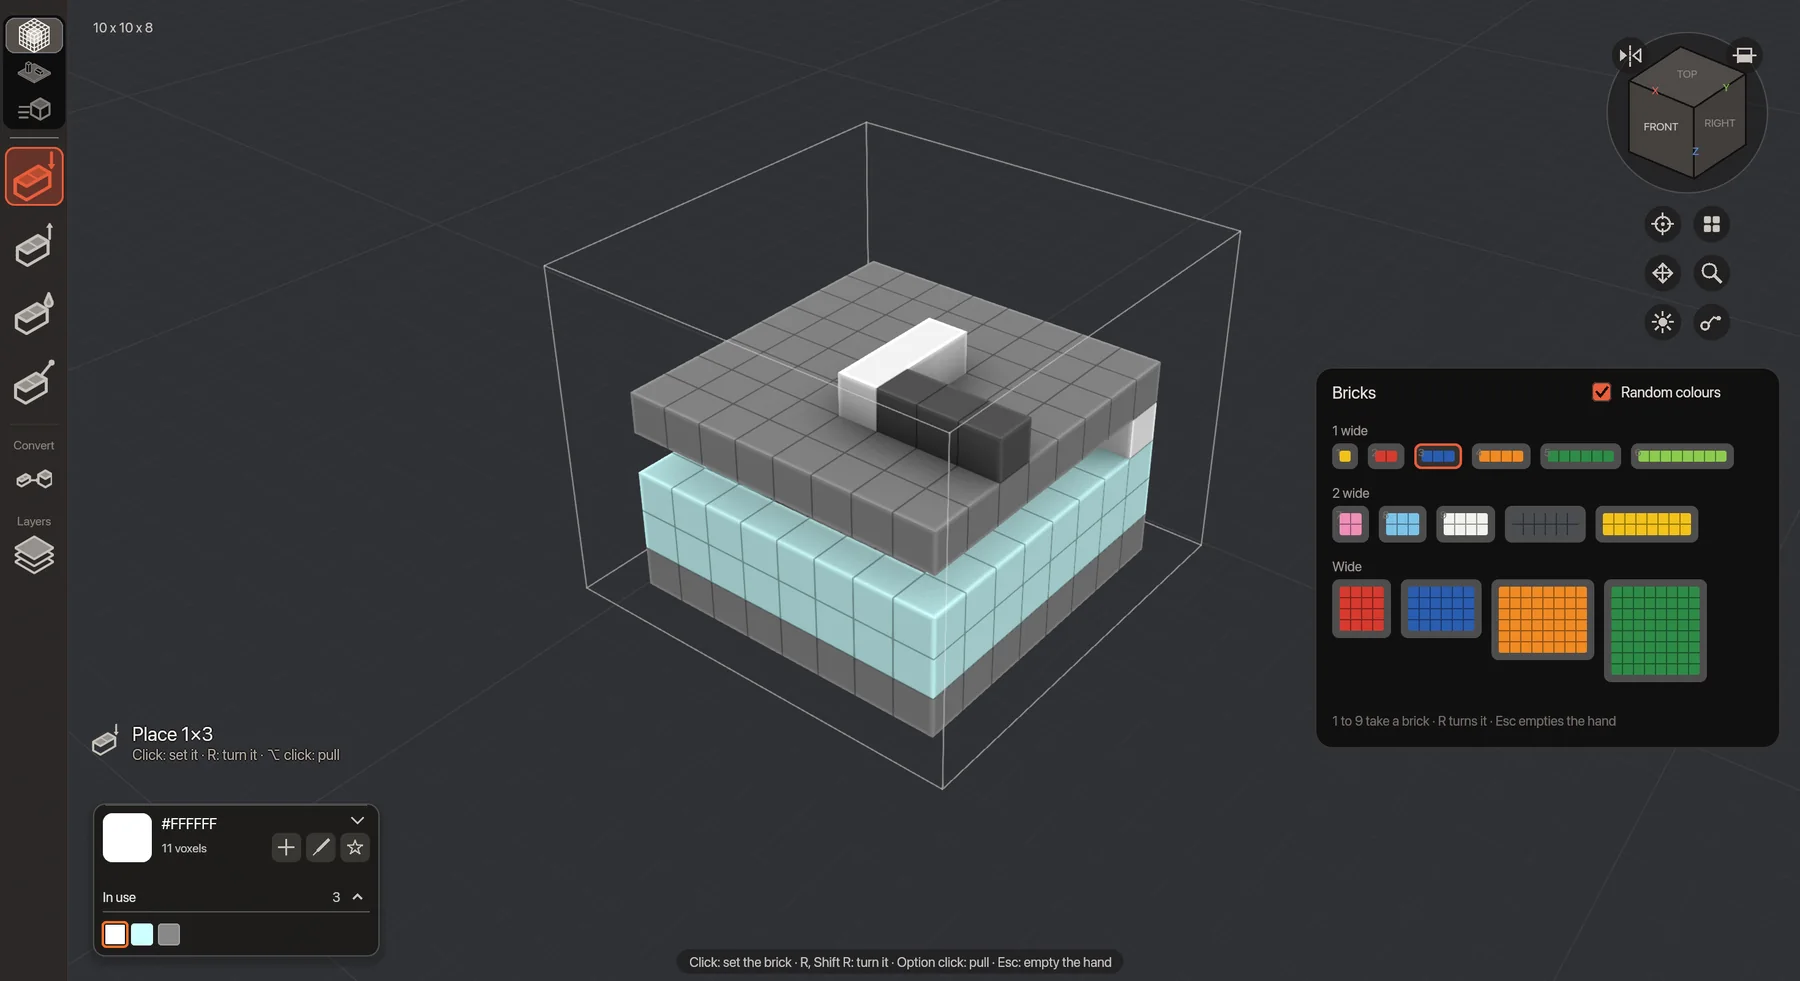 10 x 10 x 8
TOP
X
Y
FRONT
RIGHT
Z
Convert
Layers
Bricks
Random colours
1 wide
2 wide
Wide
1 to 9 take a brick · R turns it · Esc empties the hand
Place 1×3
Click: set it · R: turn it · ⌥ click: pull
#FFFFFF
11 voxels
In use
3
Click: set the brick · R, Shift R: turn it · Option click: pull · Esc: empty the hand